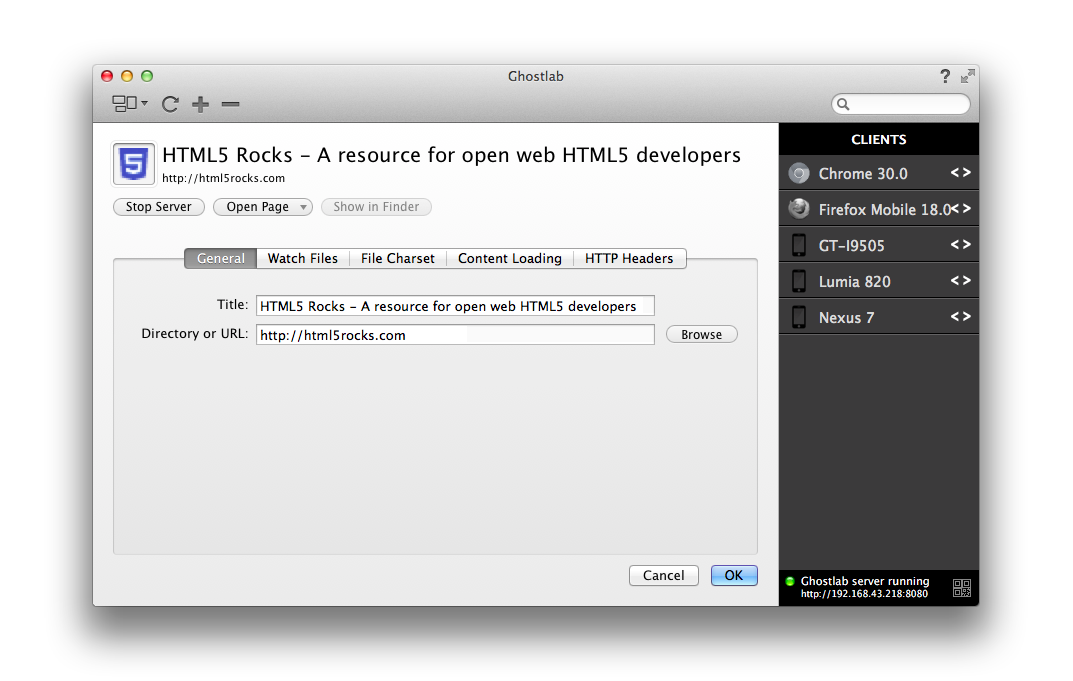 Ghostlab
?
HTML5 Rocks – A resource for open web HTML5 developers
http://html5rocks.com
Stop Server
Open Page
Show in Finder
General
Watch Files
File Charset
Content Loading
HTTP Headers
Title:
HTML5 Rocks – A resource for open web HTML5 developers
Directory or URL:
http://html5rocks.com
Browse
Cancel
OK
CLIENTS
Chrome 30.0 <>
Firefox Mobile 18.0<>
GT-I9505 <>
Lumia 820 <>
Nexus 7 <>
Ghostlab server running
http://192.168.43.218:8080